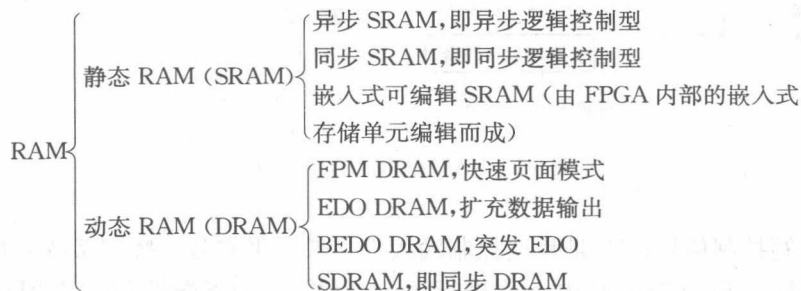 异步 SRAM,即异步逻辑控制型
同步 SRAM,即同步逻辑控制型
静态 RAM (SRAM)
嵌入式可编辑 SRAM (由 FPGA 内部的嵌入式
存储单元编辑而成)
RAM
FPM DRAM,快速页面模式
EDO DRAM,扩充数据输出
动态 RAM (DRAM)
BEDO DRAM,突发 EDO
SDRAM,即同步 DRAM